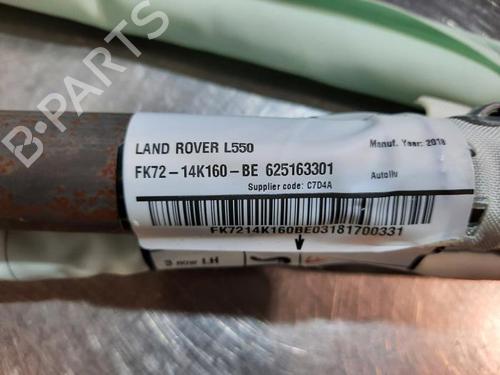 B-PARTS
LAND ROVER L550
Manuf. Year: 2018
FK72-14K160-BE 625163301
Autoliv
Supplier code: C7D4A
FK7214K160BE03181700331
3 row LH